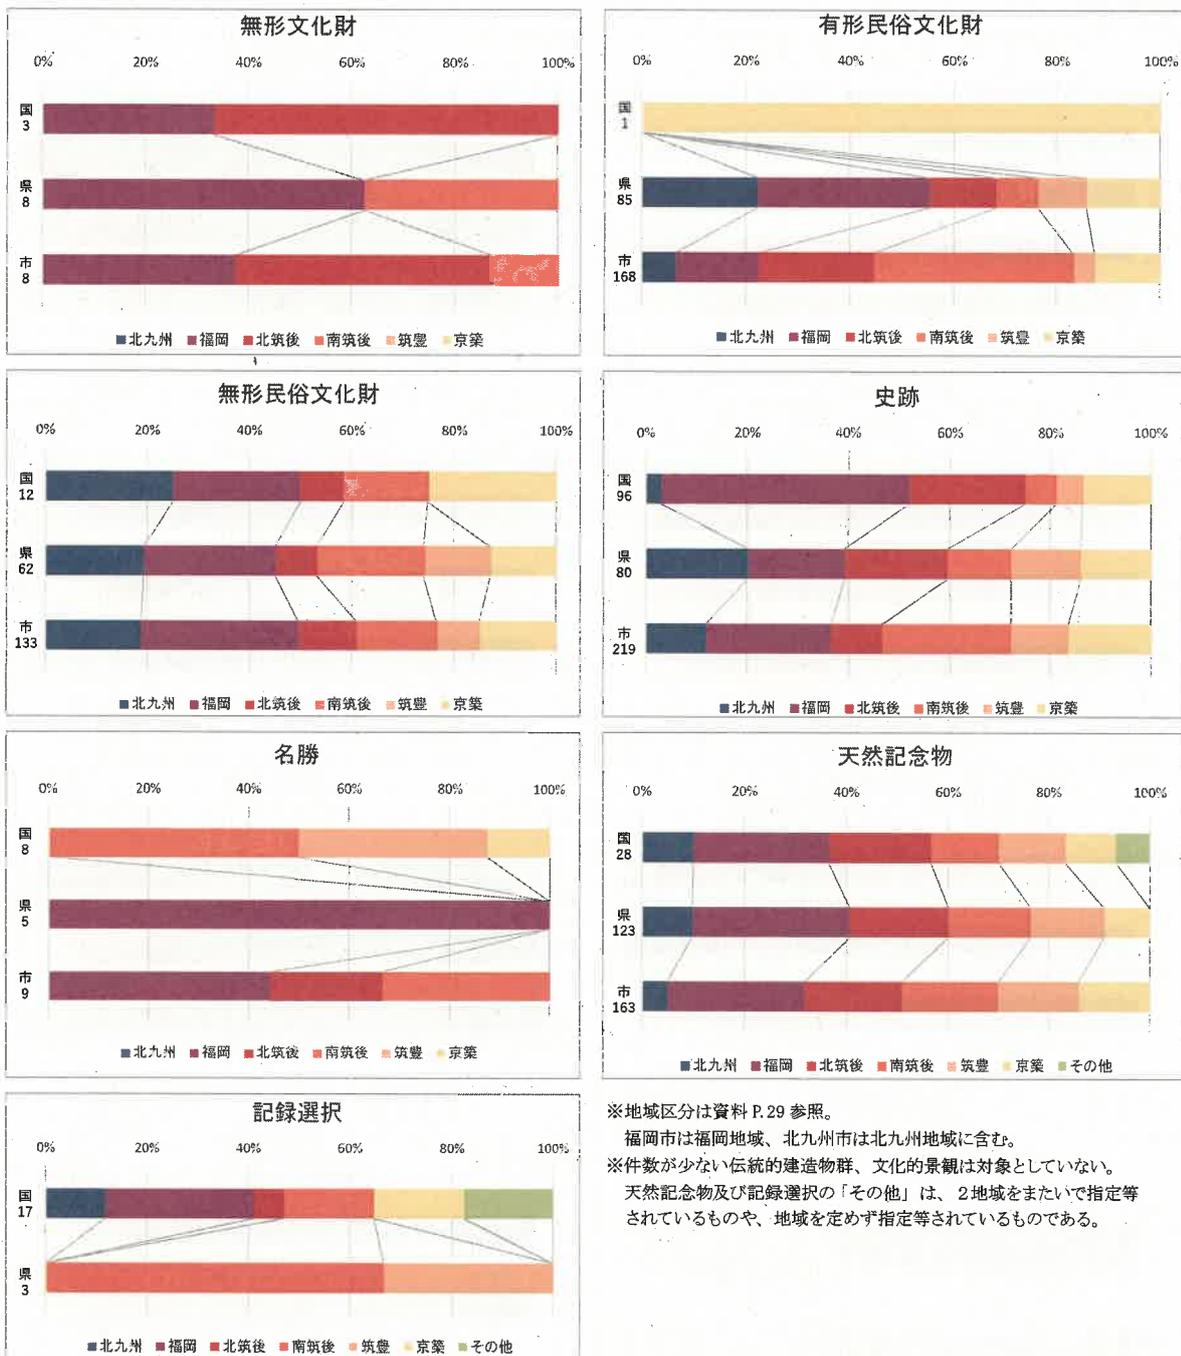 無形文化財
0% 20% 40% 60% 80% 100%
国
3
県
8
市
8
■北九州 ■福岡 ■北筑後 ■南筑後 ■筑豊 ■京築
有形民俗文化財
0% 20% 40% 60% 80% 100%
国
1
県
85
市
168
■北九州 ■福岡 ■北筑後 ■南筑後 ■筑豊 ■京築
無形民俗文化財
0% 20% 40% 60% 80% 100%
国
12
県
62
市
133
■北九州 ■福岡 ■北筑後 ■南筑後 ■筑豊 ■京築
史跡
0% 20% 40% 60% 80% 100%
国
96
県
80
市
219
■北九州 ■福岡 ■北筑後 ■南筑後 ■筑豊 ■京築
名勝
0% 20% 40% 60% 80% 100%
国
8
県
5
市
9
■北九州 ■福岡 ■北筑後 ■南筑後 ■筑豊 ■京築
天然記念物
0% 20% 40% 60% 80% 100%
国
28
県
123
市
163
■北九州 ■福岡 ■北筑後 ■南筑後 ■筑豊 ■京築 ■その他
記録選択
0% 20% 40% 60% 80% 100%
国
17
県
3
■北九州 ■福岡 ■北筑後 ■南筑後 ■筑豊 ■京築 ■その他
※地域区分は資料 P.29 参照。
福岡市は福岡地域、北九州市は北九州地域に含む。
※件数が少ない伝統的建造物群、文化的景観は対象としていない。
天然記念物及び記録選択の「その他」は、2地域をまたいで指定等
されているものや、地域を定めず指定等されているものである。